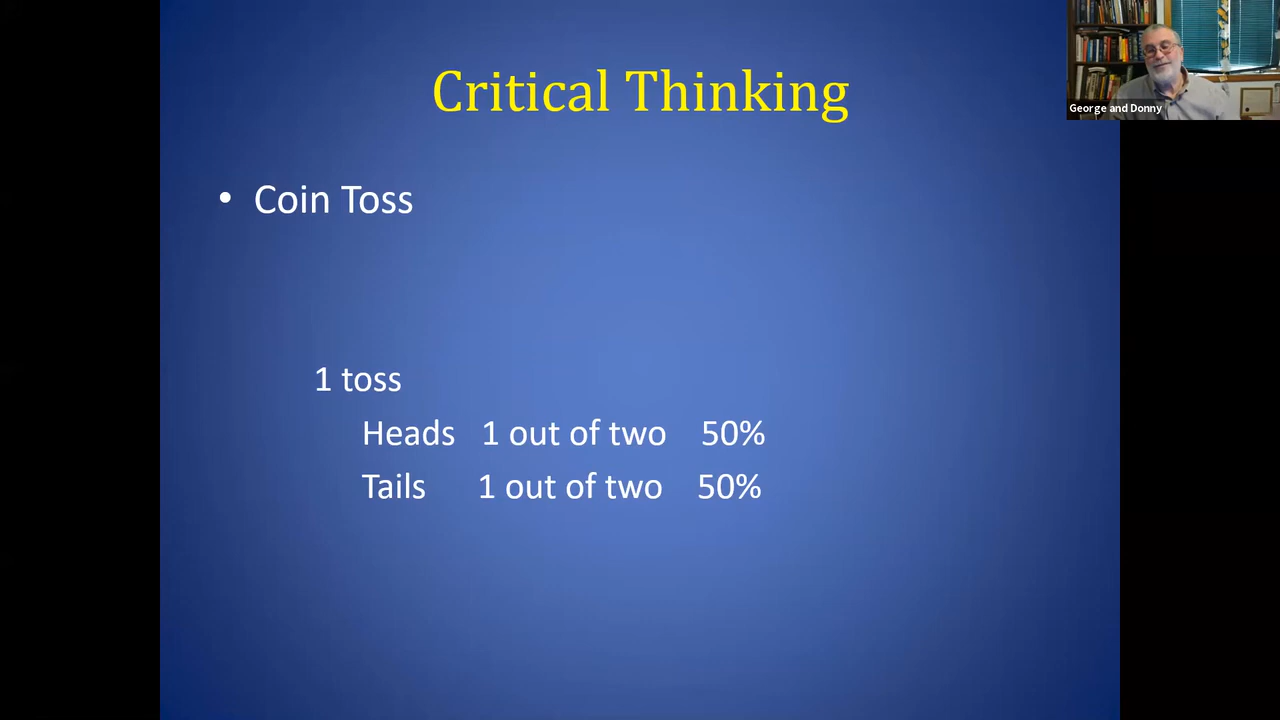 Critical Thinking
George and Donny
• Coin Toss
1 toss
Heads 1 out of two 50%
Tails 1 out of two 50%